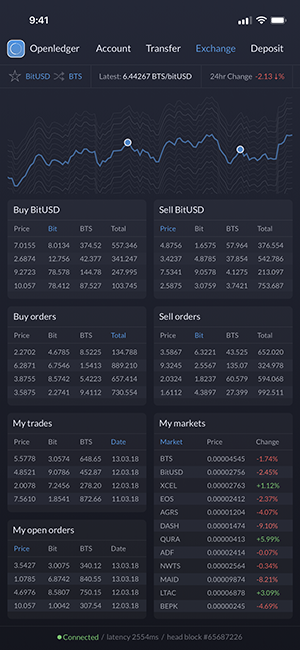 9:41
Openledger Account Transfer Exchange Deposit
BitUSD BTS Latest: 6.44267 BTS/bitUSD 24hr Change -2.13 ↓%
Buy BitUSD
Price Bit BTS Total
7.0155 8.0134 374.52 557.346
2.6874 12.756 42.377 341.247
9.2723 78.578 144.78 247.995
10.057 78.412 87.527 103.745
Sell BitUSD
Price Bit BTS Total
4.8756 1.6575 57.964 376.554
3.4237 4.8785 37.854 542.786
7.5341 9.0578 4.1275 213.097
2.5875 3.0759 3.7421 753.687
Buy orders
Price Bit BTS Total
2.2702 4.6785 8.5225 134.788
6.2871 6.7546 1.5413 889.210
3.8755 8.5742 5.4223 657.414
3.5875 2.2741 9.4112 730.554
Sell orders
Price Bit BTS Total
3.5867 6.3221 43.525 652.020
9.3245 2.5567 135.07 324.978
2.0324 1.8237 60.579 594.068
1.6112 4.3897 27.399 992.511
My trades
Price Bit BTS Date
5.5778 3.0574 648.65 13.03.18
4.8521 9.0786 452.87 12.03.18
2.0078 7.2456 278.20 12.03.18
7.5610 1.8541 872.66 11.03.18
My open orders
Price Bit BTS Date
3.5427 3.0075 340.12 13.03.18
1.0785 6.8742 840.55 13.03.18
4.6976 8.5807 750.15 12.03.18
10.057 1.0042 307.54 12.03.18
My markets
Market Price Change
BTS 0.00004545 -1.74%
BitUSD 0.00002756 -2.45%
XCEL 0.00002763 +1.12%
EOS 0.00002412 -2.37%
AGRS 0.00001204 -4.07%
DASH 0.00001474 -9.10%
QURA 0.00000413 +5.99%
ADF 0.00002414 -0.07%
NWTS 0.00002564 -0.34%
MAID 0.00009874 -8.21%
LTAC 0.00006878 +3.09%
BEPK 0.00000245 -4.69%
Connected / latency 2554ms / head block #65687226